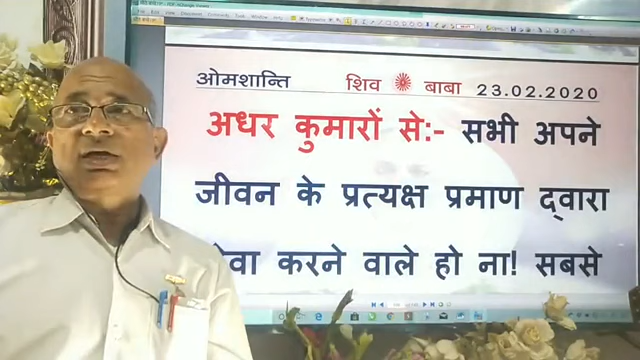 ओमशान्ति शिव बाबा 23.02.2020
अधर कुमारों से:- सभी अपने
जीवन के प्रत्यक्ष प्रमाण द्वारा
करने वाले हो ना! सबसे